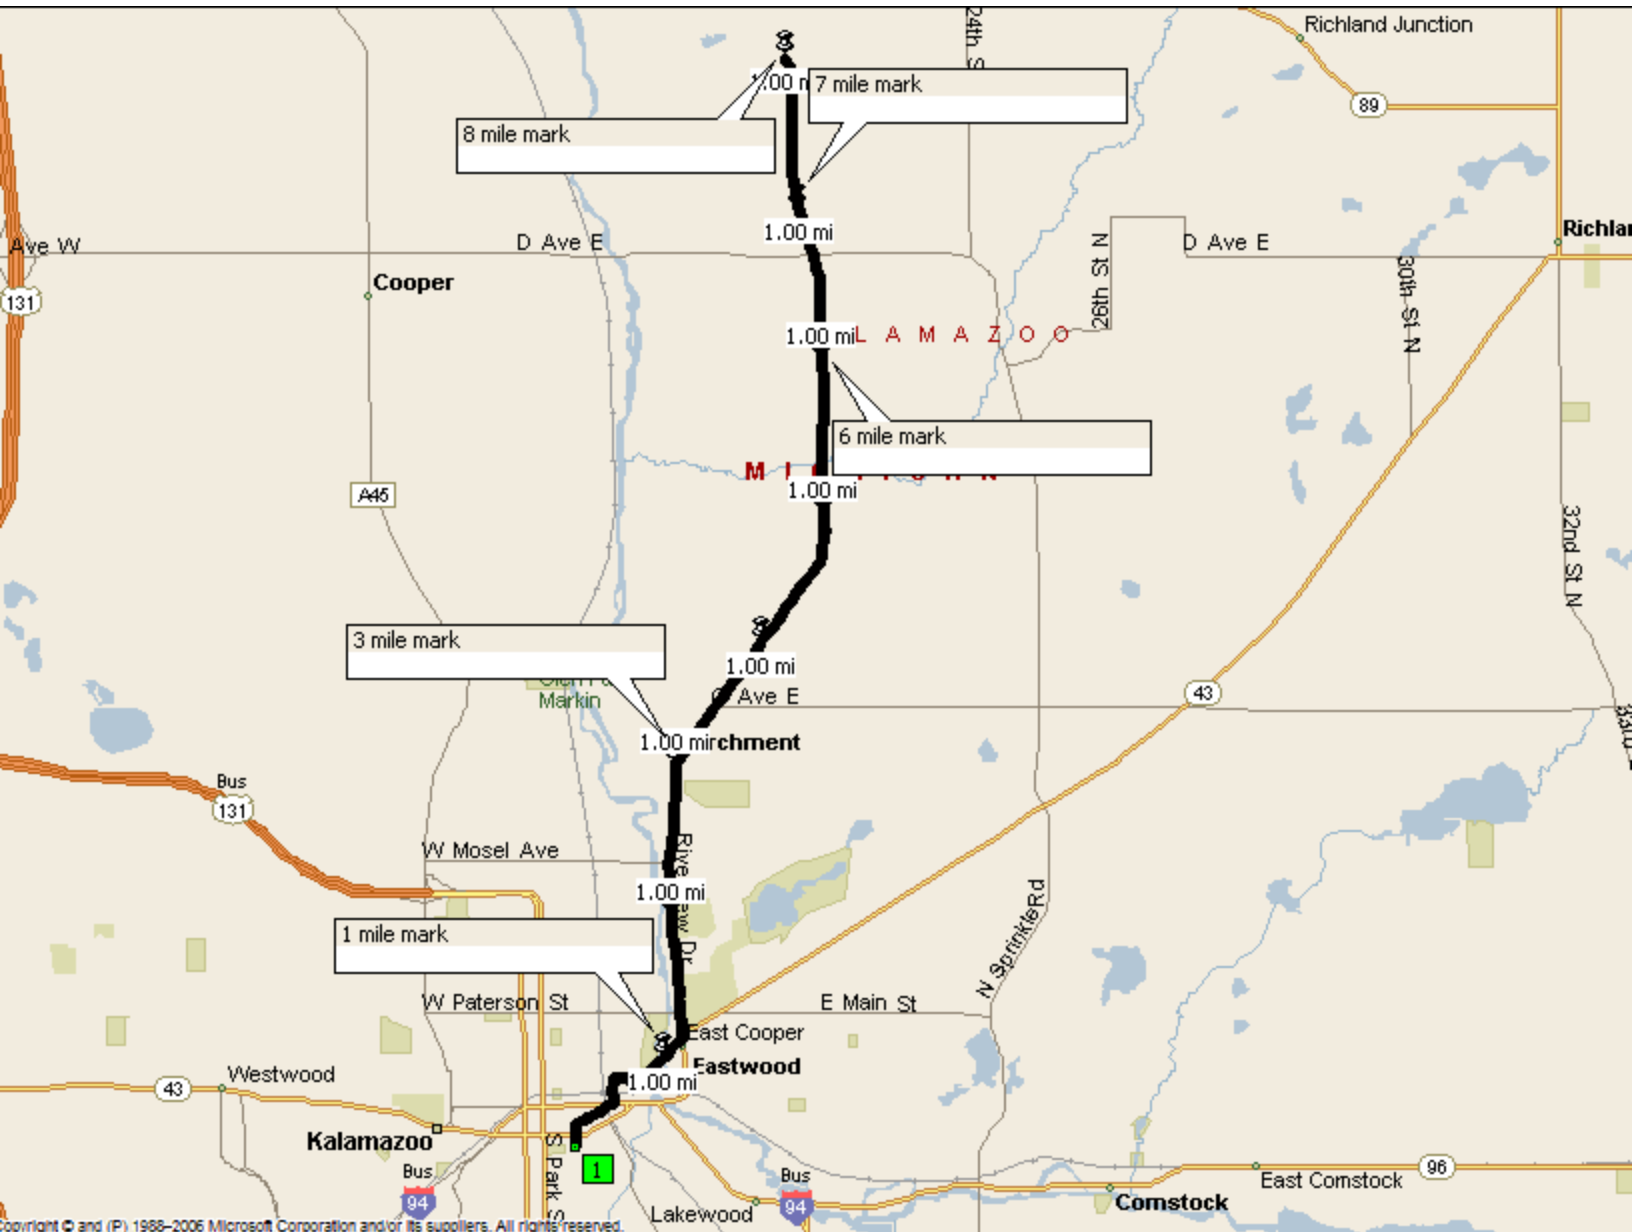 24th S
Richland Junction
1.00 m
7 mile mark
89
8 mile mark
Ave W
D Ave E
1.00 mi
26th St N
D Ave E
Richlan
131
Cooper
30th St N
1.00 mi
L A M A Z O O
6 mile mark
M I
1.00 mi
A45
32nd St N
3 mile mark
1.00 mi
43
Markin
Ave E
33rd
1.00 mi
rchment
Bus
131
W Mosel Ave
1.00 mi
1 mile mark
N Sprinkle Rd
W Paterson St
E Main St
East Cooper
Eastwood
Westwood
43
1.00 mi
Kalamazoo
S Park S
1
Bus
94
Bus
94
96
East Comstock
Comstock
Lakewood
Copyright © and (P) 1988–2006 Microsoft Corporation and/or its suppliers. All rights reserved.